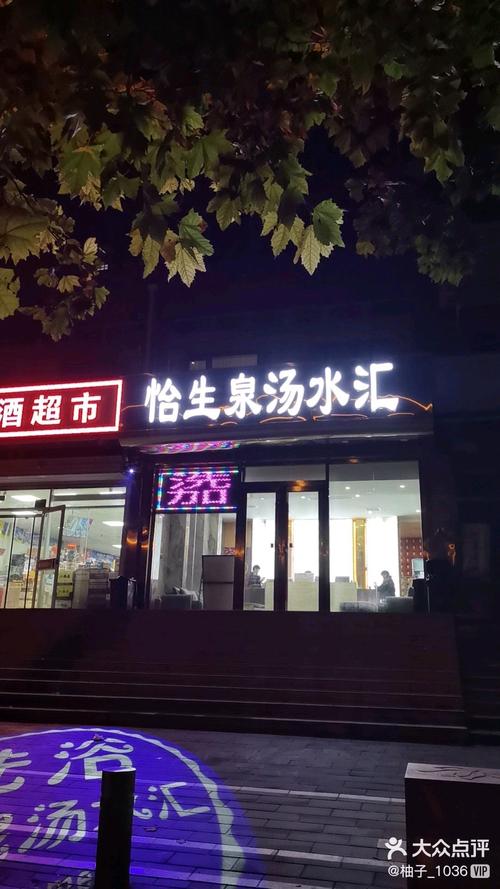 酒超市
怡生泉汤水汇
浴
汤水汇
大众点评
@柚子_1036 VIP